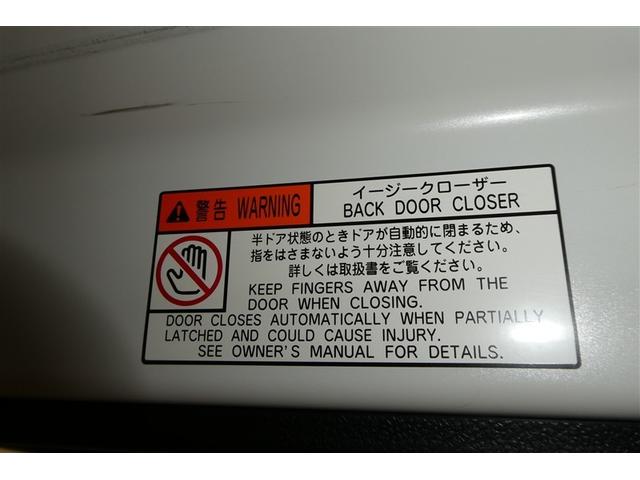 警告 WARNING
イージークローザー
BACK DOOR CLOSER
半ドア状態のときドアが自動的に閉まるため、
指をはさまないよう十分注意してください。
詳しくは取扱書をご覧ください。
KEEP FINGERS AWAY FROM THE
DOOR WHEN CLOSING.
DOOR CLOSES AUTOMATICALLY WHEN PARTIALLY
LATCHED AND COULD CAUSE INJURY.
SEE OWNER'S MANUAL FOR DETAILS.